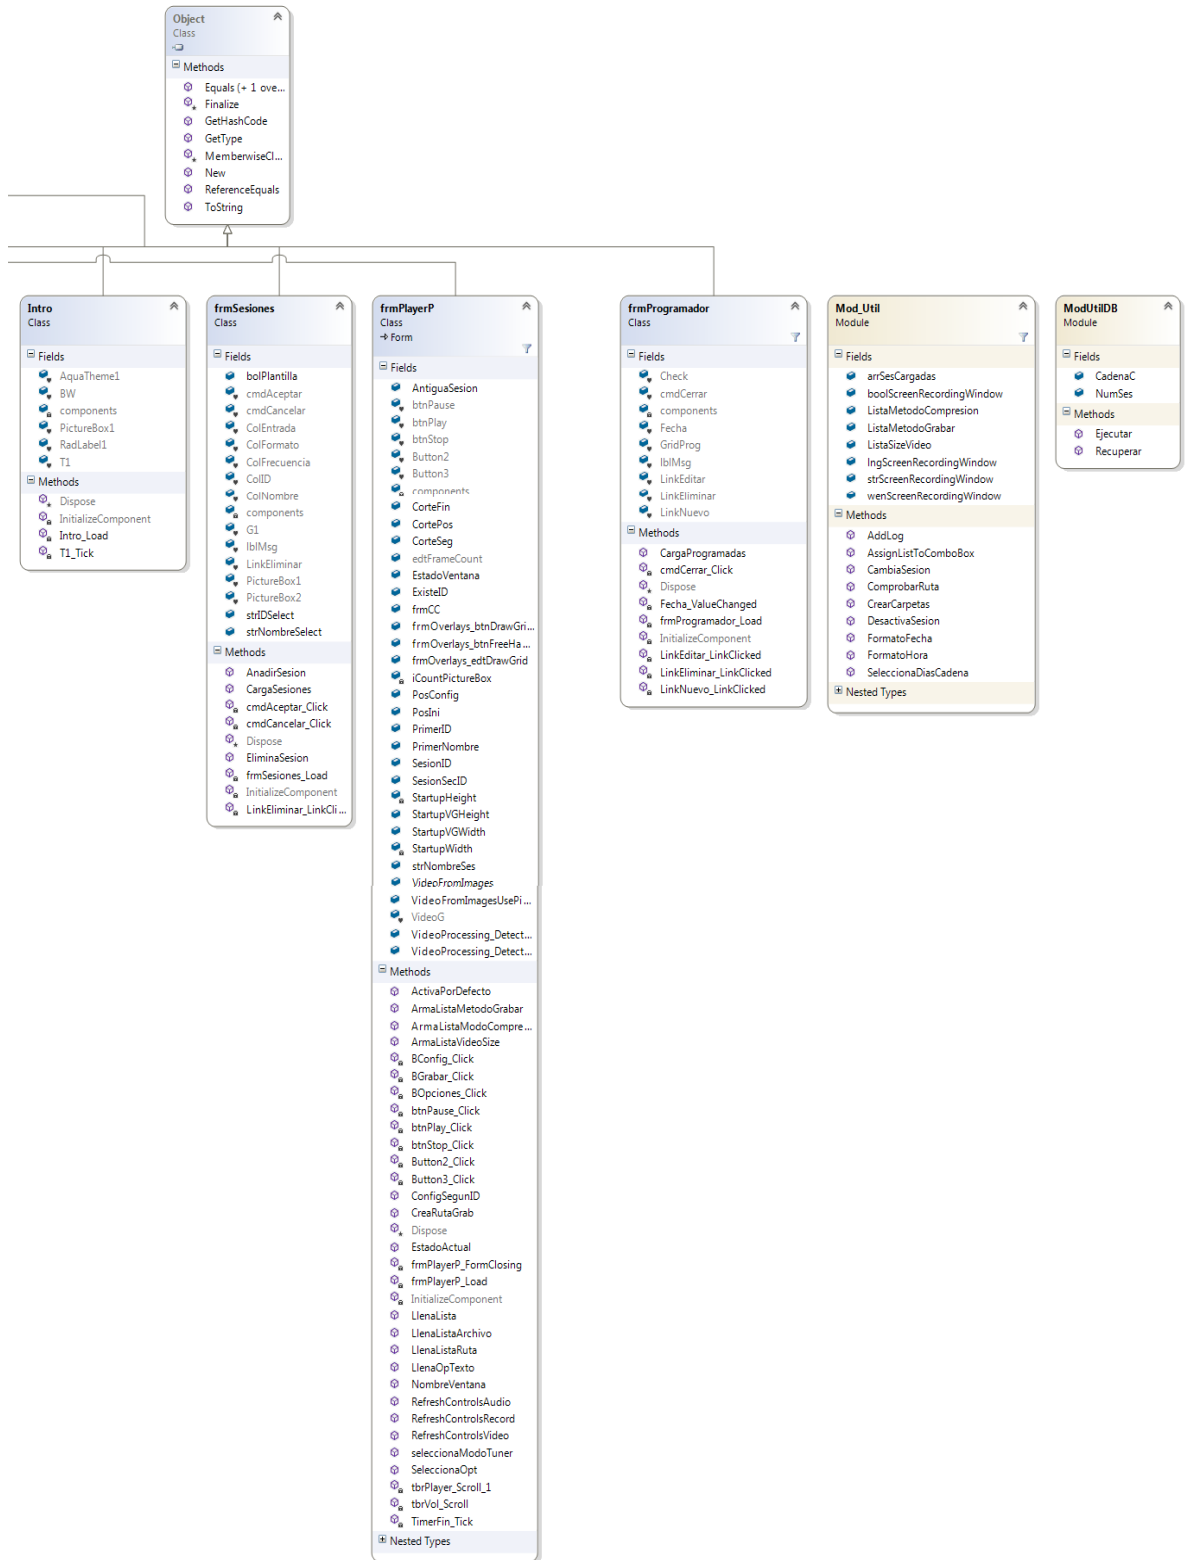 Object
Class
Methods
Equals (+ 1 ove...
Finalize
GetHashCode
GetType
MemberwiseCl...
New
ReferenceEquals
ToString
Intro
Class
Fields
AquaTheme1
BW
components
PictureBox1
RadLabel1
T1
Methods
Dispose
InitializeComponent
Intro_Load
T1_Tick
frmSesiones
Class
Fields
bolPlantilla
cmdAceptar
cmdCancelar
ColEntrada
ColFormato
ColFrecuencia
ColID
ColNombre
components
G1
lblMsg
LinkEliminar
PictureBox1
PictureBox2
strIDSelect
strNombreSelect
Methods
AnadirSesion
CargaSesiones
cmdAceptar_Click
cmdCancelar_Click
Dispose
EliminaSesion
frmSesiones_Load
InitializeComponent
LinkEliminar_LinkCli...
frmPlayerP
Class
Form
Fields
AntiguaSesion
btnPause
btnPlay
btnStop
Button2
Button3
components
CorteFin
CortePos
CorteSeg
edtFrameCount
EstadoVentana
ExisteID
frmCC
frmOverlays_btnDrawGri...
frmOverlays_btnFreeHa...
frmOverlays_edtDrawGrid
iCountPictureBox
PosConfig
PosIni
PrimerID
PrimerNombre
SesionID
SesionSecID
StartupHeight
StartupVGHeight
StartupVGWidth
StartupWidth
strNombreSes
VideoFromImages
VideoFromImagesUsePi...
VideoG
VideoProcessing_Detect...
VideoProcessing_Detect...
Methods
ActivaPorDefecto
ArmaListaMetodoGrabar
ArmaListaModoCompre...
ArmaListaVideoSize
BConfig_Click
BGrabar_Click
BOpciones_Click
btnPause_Click
btnPlay_Click
btnStop_Click
Button2_Click
Button3_Click
ConfigSegunID
CreaRutaGrab
Dispose
EstadoActual
frmPlayerP_FormClosing
frmPlayerP_Load
InitializeComponent
LlenaLista
LlenaListaArchivo
LlenaListaRuta
LlenaOpTexto
NombreVentana
RefreshControlsAudio
RefreshControlsRecord
RefreshControlsVideo
seleccionaModoTuner
SeleccionaOpt
tbrPlayer_Scroll_1
tbrVol_Scroll
TimerFin_Tick
Nested Types
frmProgramador
Class
Fields
Check
cmdCerrar
components
Fecha
GridProg
lblMsg
LinkEditar
LinkEliminar
LinkNuevo
Methods
CargaProgramadas
cmdCerrar_Click
Dispose
Fecha_ValueChanged
frmProgramador_Load
InitializeComponent
LinkEditar_LinkClicked
LinkEliminar_LinkClicked
LinkNuevo_LinkClicked
Mod_Util
Module
Fields
arrSesCargadas
boolScreenRecordingWindow
ListaMetodoCompresion
ListaMetodoGrabar
ListaSizeVideo
lngScreenRecordingWindow
strScreenRecordingWindow
wenScreenRecordingWindow
Methods
AddLog
AssignListToComboBox
CambiaSesion
ComprobarRuta
CrearCarpetas
DesactivaSesion
FormatoFecha
FormatoHora
SeleccionaDiasCadena
Nested Types
ModUtilDB
Module
Fields
CadenaC
NumSes
Methods
Ejecutar
Recuperar